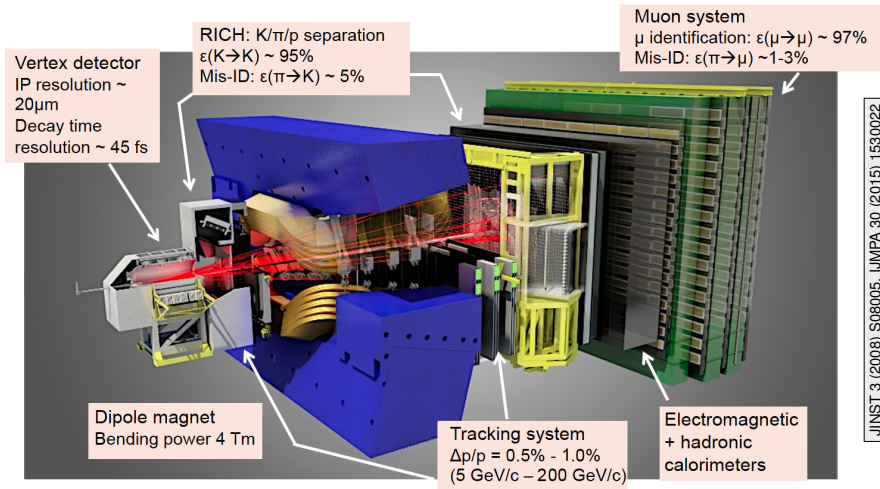 Vertex detector
IP resolution ~
20μm
Decay time
resolution ~ 45 fs
RICH: K/π/p separation
ε(K→K) ~ 95%
Mis-ID: ε(π→K) ~ 5%
Muon system
μ identification: ε(μ→μ) ~ 97%
Mis-ID: ε(π→μ) ~1-3%
Dipole magnet
Bending power 4 Tm
Tracking system
Δp/p = 0.5% - 1.0%
(5 GeV/c – 200 GeV/c)
Electromagnetic
+ hadronic
calorimeters
JINST 3 (2008) S08005, IJMPA 30 (2015) 1530022